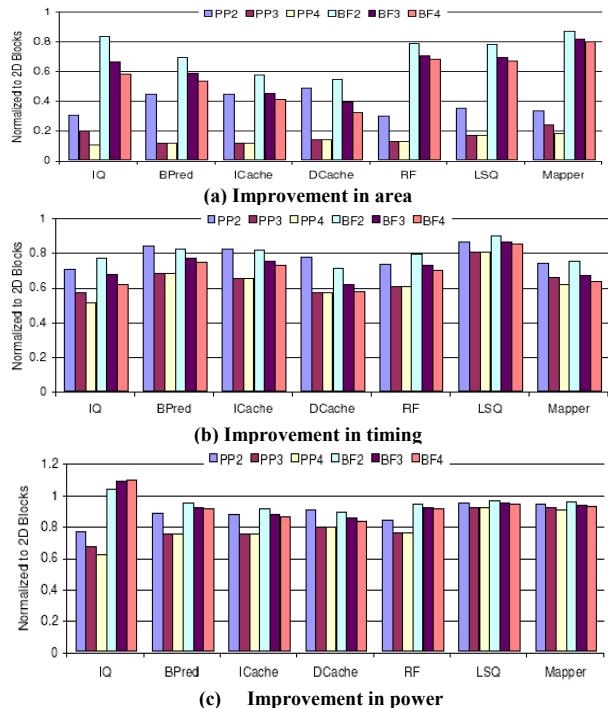 PP2 PP3 PP4 BF2 BF3 BF4
Normalized to 2D Blocks
1
0.8
0.6
0.4
0.2
0
IQ BPred ICache DCache RF LSQ Mapper
(a) Improvement in area
PP2 PP3 PP4 BF2 BF3 BF4
Normalized to 2D Blocks
1
0.8
0.6
0.4
0.2
0
IQ BPred ICache DCache RF LSQ Mapper
(b) Improvement in timing
PP2 PP3 PP4 BF2 BF3 BF4
Normalized to 2D Blocks
1.2
1
0.8
0.6
0.4
0.2
0
IQ BPred ICache DCache RF LSQ Mapper
(c) Improvement in power